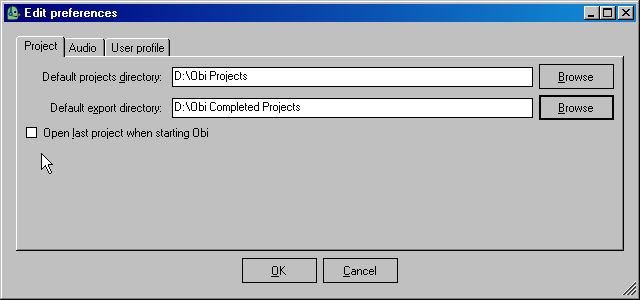 Edit preferences
Project Audio User profile
Default projects directory: D:\Obi Projects Browse
Default export directory: D:\Obi Completed Projects Browse
Open last project when starting Obi
OK Cancel